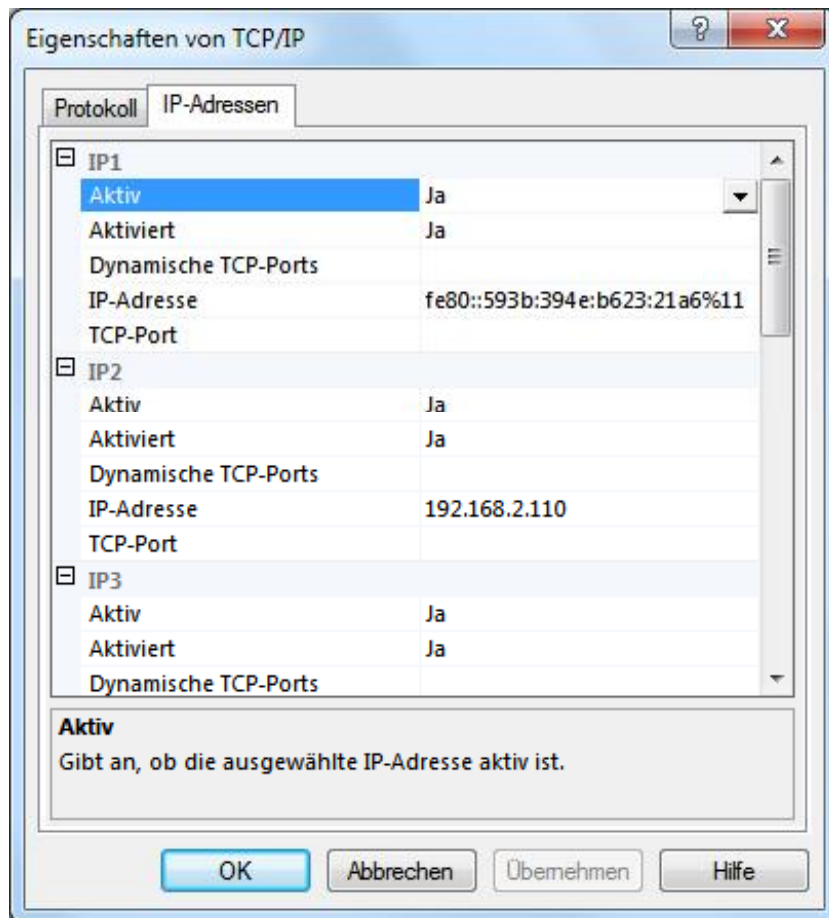 Eigenschaften von TCP/IP
Protokoll IP-Adressen
IP1
Aktiv Ja
Aktiviert Ja
Dynamische TCP-Ports
IP-Adresse fe80::593b:394e:b623:21a6%11
TCP-Port
IP2
Aktiv Ja
Aktiviert Ja
Dynamische TCP-Ports
IP-Adresse 192.168.2.110
TCP-Port
IP3
Aktiv Ja
Aktiviert Ja
Dynamische TCP-Ports
Aktiv
Gibt an, ob die ausgewählte IP-Adresse aktiv ist.
OK Abbrechen Übernehmen Hilfe